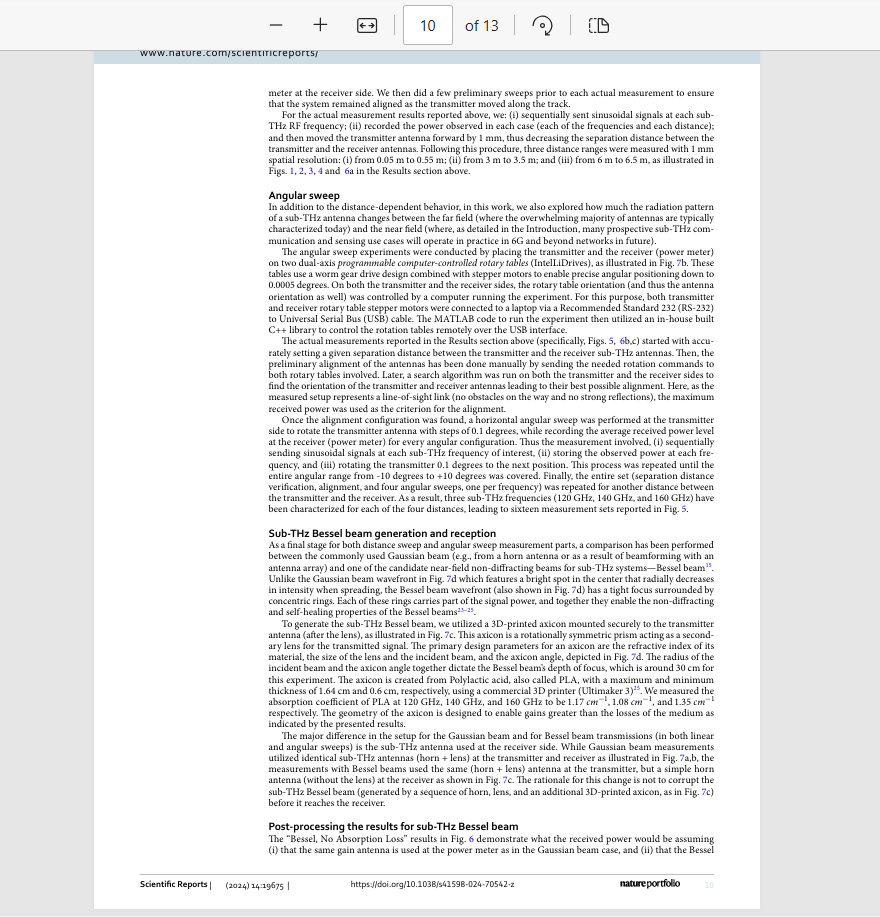 10 of 13
www.nature.com/scientificreports/
meter at the receiver side. We then did a few preliminary sweeps prior to each actual measurement to ensure
that the system remained aligned as the transmitter moved along the track.
For the actual measurement results reported above, we: (i) sequentially sent sinusoidal signals at each sub-
THz RF frequency; (ii) recorded the power observed in each case (each of the frequencies and each distance);
and then moved the transmitter antenna forward by 1 mm, thus decreasing the separation distance between the
transmitter and the receiver antennas. Following this procedure, three distance ranges were measured with 1 mm
spatial resolution: (i) from 0.05 m to 0.55 m; (ii) from 3 m to 3.5 m; and (iii) from 6 m to 6.5 m, as illustrated in
Figs. 1, 2, 3, 4 and 6a in the Results section above.
Angular sweep
In addition to the distance-dependent behavior, in this work, we also explored how much the radiation pattern
of a sub-THz antenna changes between the far field (where the overwhelming majority of antennas are typically
characterized today) and the near field (where, as detailed in the Introduction, many prospective sub-THz com-
munication and sensing use cases will operate in practice in 6G and beyond networks in future).
The angular sweep experiments were conducted by placing the transmitter and the receiver (power meter)
on two dual-axis programmable computer-controlled rotary tables (IntelLiDrives), as illustrated in Fig. 7b. These
tables use a worm gear drive design combined with stepper motors to enable precise angular positioning down to
0.0005 degrees. On both the transmitter and the receiver sides, the rotary table orientation (and thus the antenna
orientation as well) was controlled by a computer running the experiment. For this purpose, both transmitter
and receiver rotary table stepper motors were connected to a laptop via a Recommended Standard 232 (RS-232)
to Universal Serial Bus (USB) cable. The MATLAB code to run the experiment then utilized an in-house built
C++ library to control the rotation tables remotely over the USB interface.
The actual measurements reported in the Results section above (specifically, Figs. 5, 6b,c) started with accu-
rately setting a given separation distance between the transmitter and the receiver sub-THz antennas. Then, the
preliminary alignment of the antennas has been done manually by sending the needed rotation commands to
both rotary tables involved. Later, a search algorithm was run on both the transmitter and the receiver sides to
find the orientation of the transmitter and receiver antennas leading to their best possible alignment. Here, as the
measured setup represents a line-of-sight link (no obstacles on the way and no strong reflections), the maximum
received power was used as the criterion for the alignment.
Once the alignment configuration was found, a horizontal angular sweep was performed at the transmitter
side to rotate the transmitter antenna with steps of 0.1 degrees, while recording the average received power level
at the receiver (power meter) for every angular configuration. Thus the measurement involved, (i) sequentially
sending sinusoidal signals at each sub-THz frequency of interest, (ii) storing the observed power at each fre-
quency, and (iii) rotating the transmitter 0.1 degrees to the next position. This process was repeated until the
entire angular range from -10 degrees to +10 degrees was covered. Finally, the entire set (separation distance
verification, alignment, and four angular sweeps, one per frequency) was repeated for another distance between
the transmitter and the receiver. As a result, three sub-THz frequencies (120 GHz, 140 GHz, and 160 GHz) have
been characterized for each of the four distances, leading to sixteen measurement sets reported in Fig. 5.
Sub-THz Bessel beam generation and reception
As a final stage for both distance sweep and angular sweep measurement parts, a comparison has been performed
between the commonly used Gaussian beam (e.g., from a horn antenna or as a result of beamforming with an
antenna array) and one of the candidate near-field non-diffracting beams for sub-THz systems—Bessel beam15.
Unlike the Gaussian beam wavefront in Fig. 7d which features a bright spot in the center that radially decreases
in intensity when spreading, the Bessel beam wavefront (also shown in Fig. 7d) has a tight focus surrounded by
concentric rings. Each of these rings carries part of the signal power, and together they enable the non-diffracting
and self-healing properties of the Bessel beams23–25.
To generate the sub-THz Bessel beam, we utilized a 3D-printed axicon mounted securely to the transmitter
antenna (after the lens), as illustrated in Fig. 7c. This axicon is a rotationally symmetric prism acting as a second-
ary lens for the transmitted signal. The primary design parameters for an axicon are the refractive index of its
material, the size of the lens and the incident beam, and the axicon angle, depicted in Fig. 7d. The radius of the
incident beam and the axicon angle together dictate the Bessel beam's depth of focus, which is around 30 cm for
this experiment. The axicon is created from Polylactic acid, also called PLA, with a maximum and minimum
thickness of 1.64 cm and 0.6 cm, respectively, using a commercial 3D printer (Ultimaker 3)25. We measured the
absorption coefficient of PLA at 120 GHz, 140 GHz, and 160 GHz to be 1.17 cm−1, 1.08 cm−1, and 1.35 cm−1
respectively. The geometry of the axicon is designed to enable gains greater than the losses of the medium as
indicated by the presented results.
The major difference in the setup for the Gaussian beam and for Bessel beam transmissions (in both linear
and angular sweeps) is the sub-THz antenna used at the receiver side. While Gaussian beam measurements
utilized identical sub-THz antennas (horn + lens) at the transmitter and receiver as illustrated in Fig. 7a,b, the
measurements with Bessel beams used the same (horn + lens) antenna at the transmitter, but a simple horn
antenna (without the lens) at the receiver as shown in Fig. 7c. The rationale for this change is not to corrupt the
sub-THz Bessel beam (generated by a sequence of horn, lens, and an additional 3D-printed axicon, as in Fig. 7c)
before it reaches the receiver.
Post-processing the results for sub-THz Bessel beam
The “Bessel, No Absorption Loss” results in Fig. 6 demonstrate what the received power would be assuming
(i) that the same gain antenna is used at the power meter as in the Gaussian beam case, and (ii) that the Bessel
Scientific Reports | (2024) 14:19675 | https://doi.org/10.1038/s41598-024-70542-z natureportfolio 10